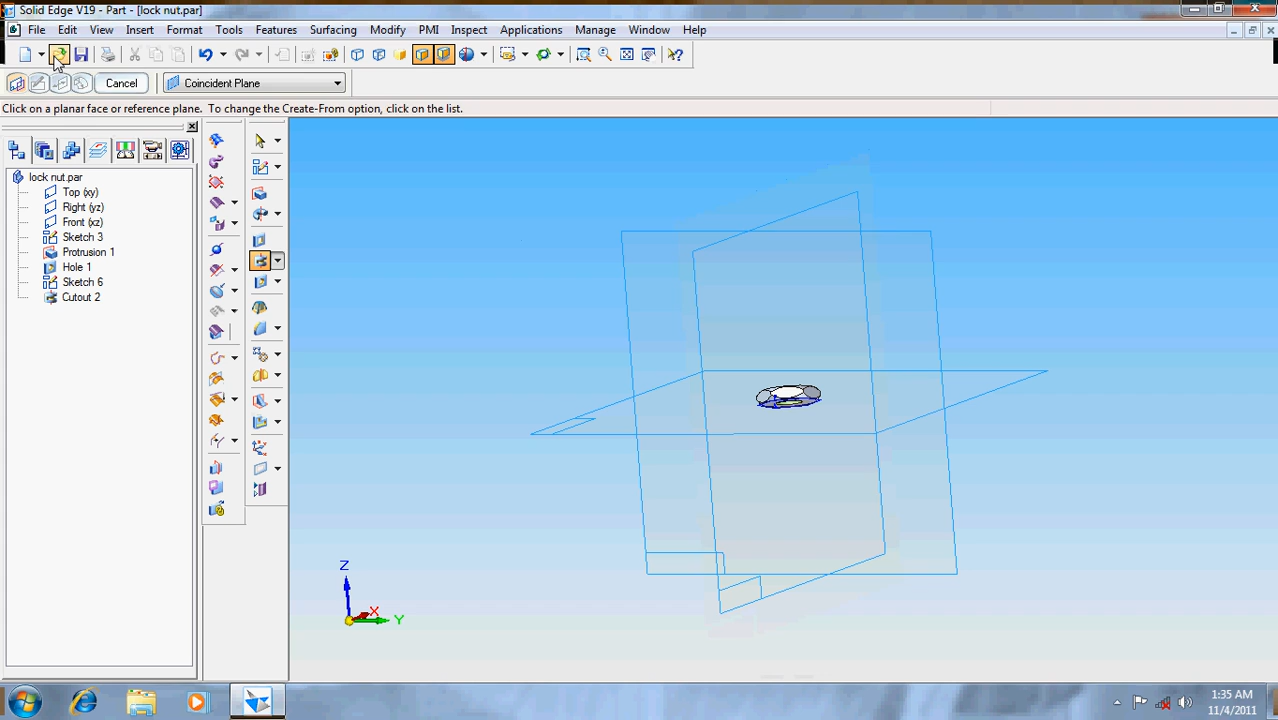 Solid Edge V19 - Part - [lock nut.par]
File Edit View Insert Format Tools Features Surfacing Modify PMI Inspect Applications Manage Window Help
Cancel Coincident Plane
Click on a planar face or reference plane. To change the Create-From option, click on the list.
lock nut.par
Top (xy)
Right (yz)
Front (xz)
Sketch 3
Protrusion 1
Hole 1
Sketch 6
Cutout 2
Z
X
Y
1:35 AM
11/4/2011